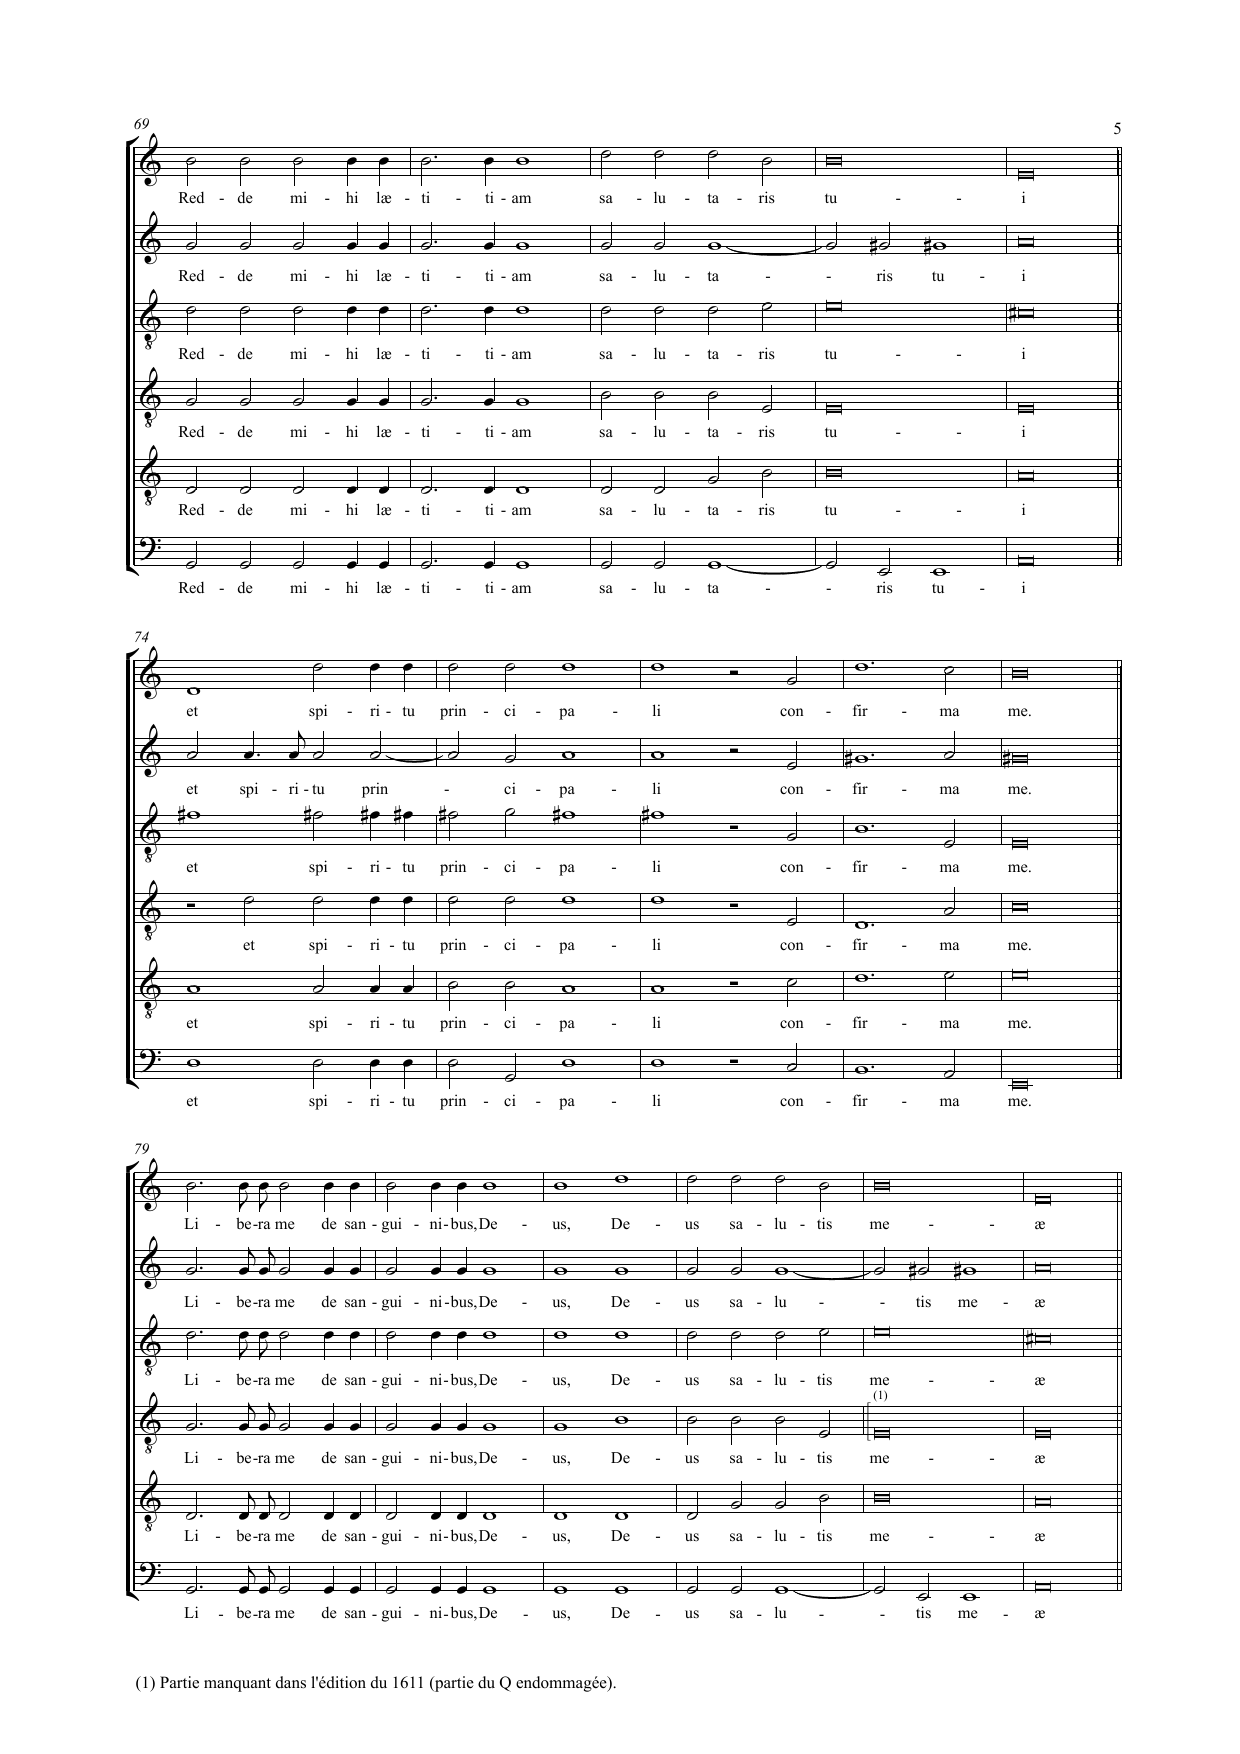 69
5
Red - de mi - hi læ - ti - ti - am sa - lu - ta - ris tu - - i
Red - de mi - hi læ - ti - ti - am sa - lu - ta - - ris tu - i
Red - de mi - hi læ - ti - ti - am sa - lu - ta - ris tu - - i
Red - de mi - hi læ - ti - ti - am sa - lu - ta - ris tu - - i
Red - de mi - hi læ - ti - ti - am sa - lu - ta - ris tu - - i
Red - de mi - hi læ - ti - ti - am sa - lu - ta - - ris tu - i
74
et spi - ri - tu prin - ci - pa - li con - fir - ma me.
et spi - ri - tu prin - ci - pa - li con - fir - ma me.
et spi - ri - tu prin - ci - pa - li con - fir - ma me.
et spi - ri - tu prin - ci - pa - li con - fir - ma me.
et spi - ri - tu prin - ci - pa - li con - fir - ma me.
et spi - ri - tu prin - ci - pa - li con - fir - ma me.
79
Li - be-ra me de san - gui - ni-bus, De - us, De - us sa - lu - tis me - - æ
Li - be-ra me de san - gui - ni-bus, De - us, De - us sa - lu - - tis me - æ
Li - be-ra me de san - gui - ni-bus, De - us, De - us sa - lu - tis me - - æ
(1)
Li - be-ra me de san - gui - ni-bus, De - us, De - us sa - lu - tis me - - æ
Li - be-ra me de san - gui - ni-bus, De - us, De - us sa - lu - tis me - - æ
Li - be-ra me de san - gui - ni-bus, De - us, De - us sa - lu - - tis me - æ
(1) Partie manquant dans l'édition du 1611 (partie du Q endommagée).